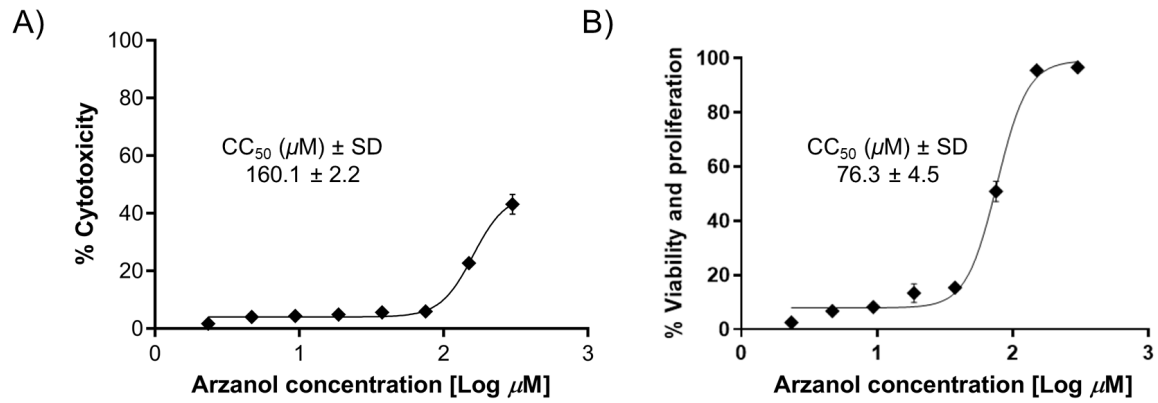 A)
100
80
60
40
20
0
% Cytotoxicity
CC₅₀ (µM) ± SD
160.1 ± 2.2
0 1 2 3
Arzanol concentration [Log µM]
B)
100
80
60
40
20
0
% Viability and proliferation
CC₅₀ (µM) ± SD
76.3 ± 4.5
0 1 2 3
Arzanol concentration [Log µM]